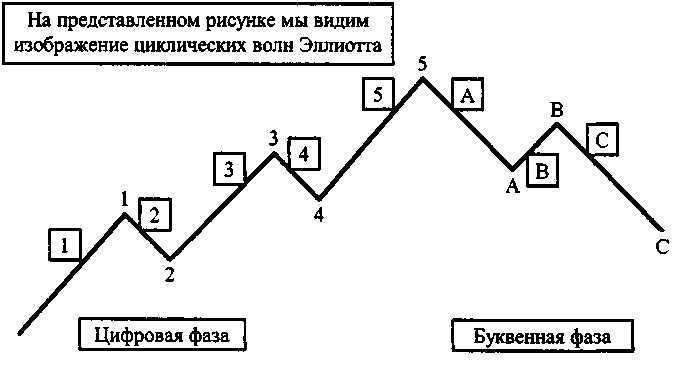 На представленном рисунке мы видим
изображение циклических волн Эллиотта
5
5
A
B
3
3
4
C
A
B
1
2
4
1
2
C
Цифровая фаза
Буквенная фаза